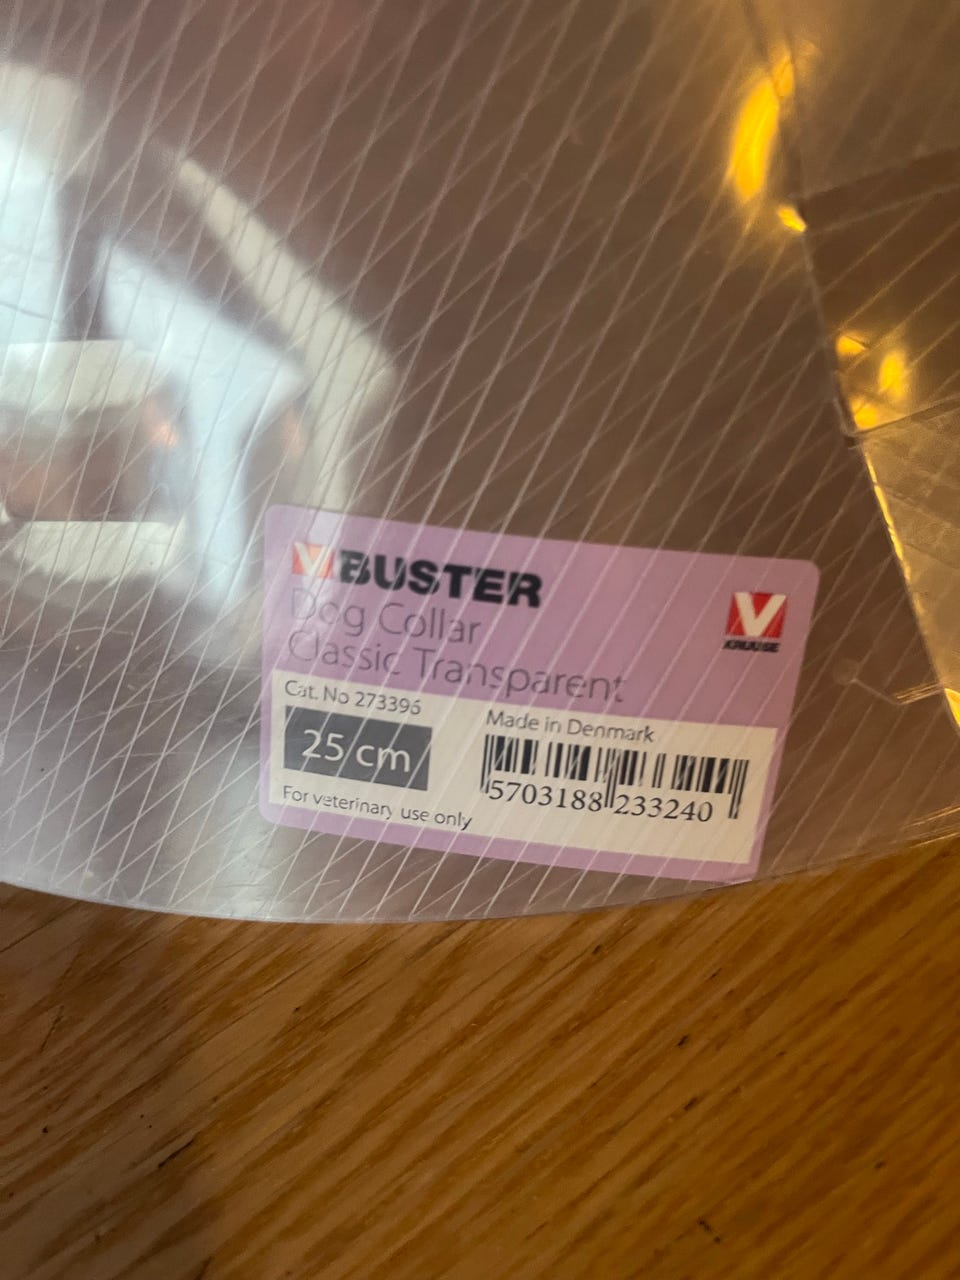 BUSTER
Dog Collar
Classic Transparent
KRUUSE
Cat. No 273396
Made in Denmark
25 cm
5703188 233240
For veterinary use only